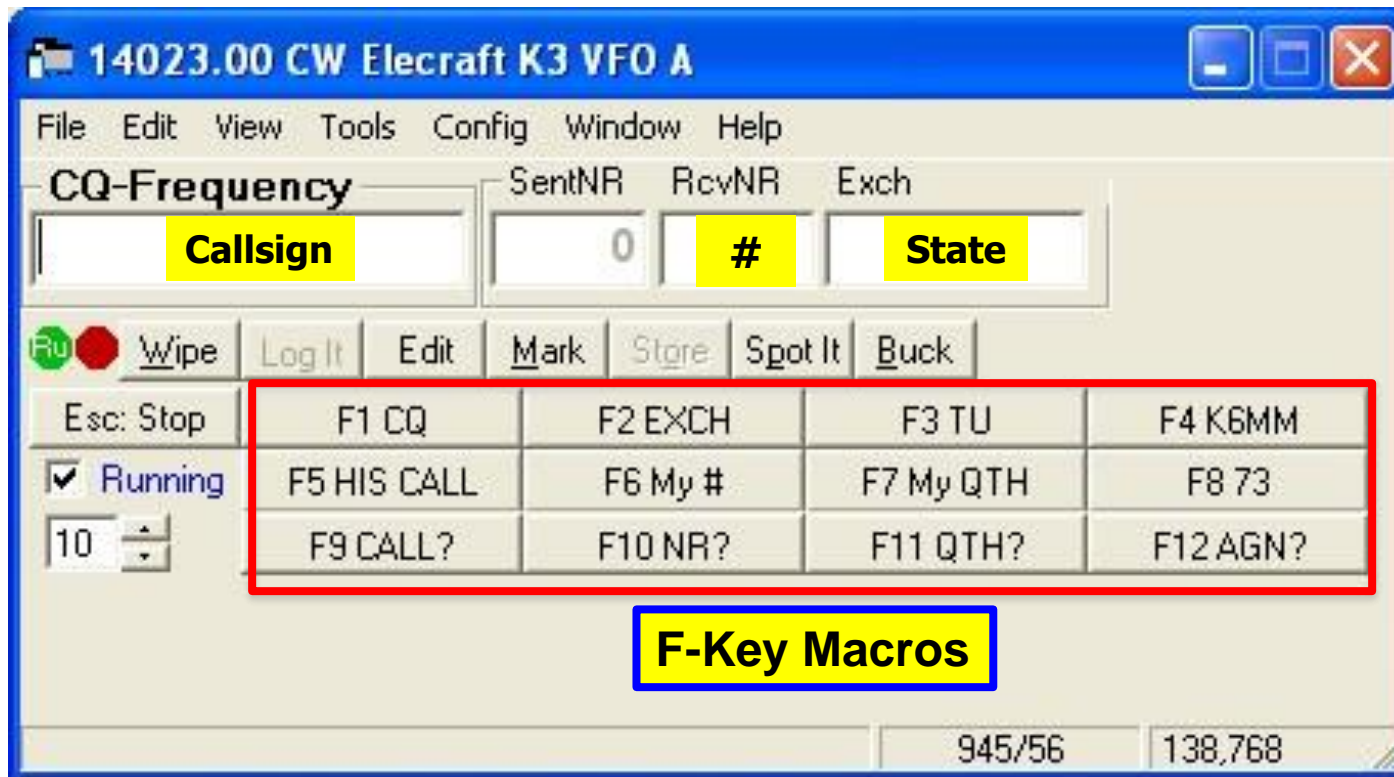 14023.00 CW Elecraft K3 VFO A
File Edit View Tools Config Window Help
CQ-Frequency SentNR RcvNR Exch
Callsign 0 # State
Ru Wipe Log It Edit Mark Store Spot It Buck
Esc: Stop F1 CQ F2 EXCH F3 TU F4 K6MM
Running F5 HIS CALL F6 My # F7 My QTH F8 73
10 F9 CALL? F10 NR? F11 QTH? F12 AGN?
F-Key Macros
945/56 138,768